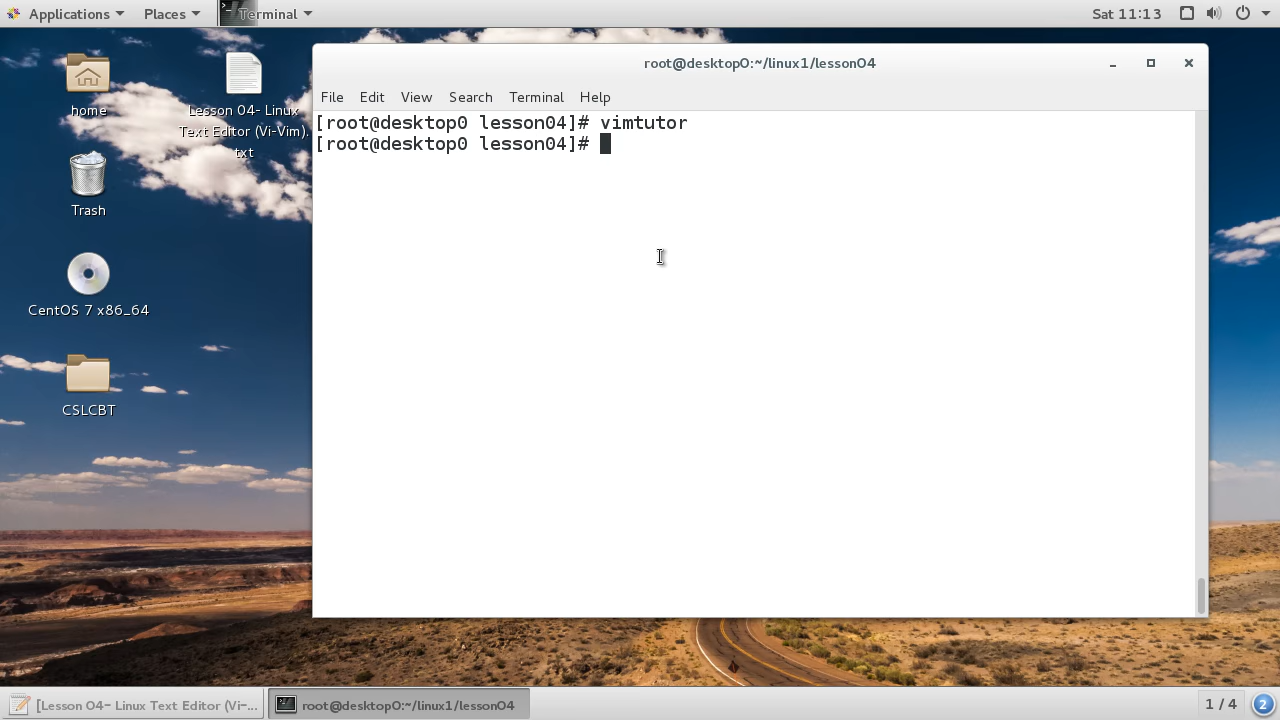 Applications Places Terminal Sat 11:13
home
Lesson 04- Linux
Text Editor (Vi-Vim).
txt
Trash
CentOS 7 x86_64
CSLCBT
root@desktop0:~/linux1/lesson04
File Edit View Search Terminal Help
[root@desktop0 lesson04]# vimtutor
[root@desktop0 lesson04]#
[Lesson 04- Linux Text Editor (Vi-... root@desktop0:~/linux1/lesson04 1 / 4 2